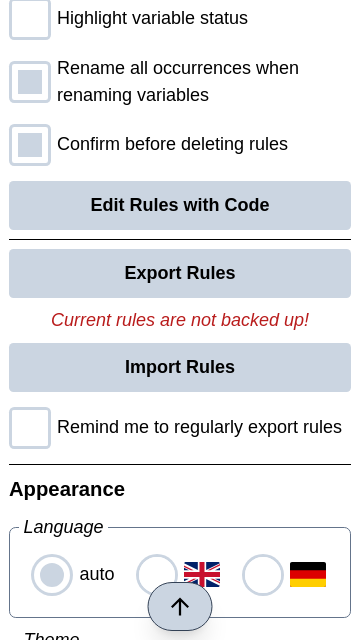 Highlight variable status
Rename all occurrences when
renaming variables
Confirm before deleting rules
Edit Rules with Code
Export Rules
Current rules are not backed up!
Import Rules
Remind me to regularly export rules
Appearance
Language
auto
Theme